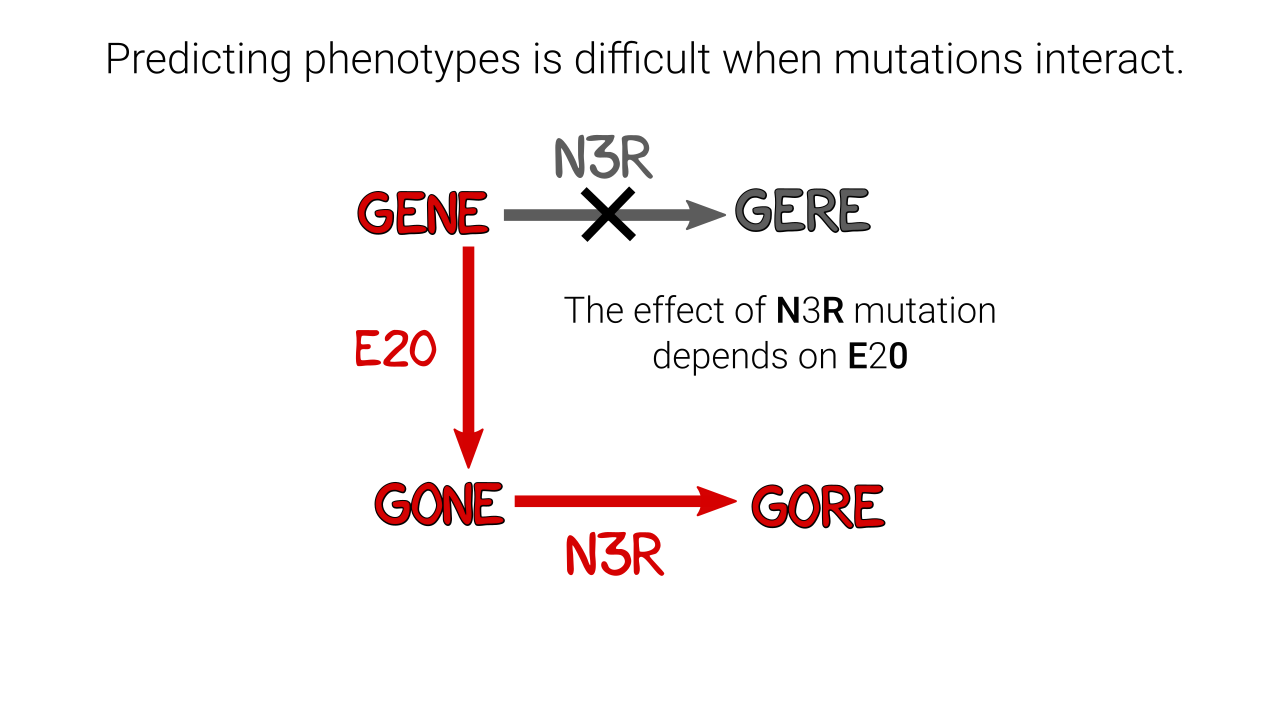 Predicting phenotypes is difficult when mutations interact.
N3R
GENE
GERE
The effect of N3R mutation
depends on E20
E2O
GONE
GORE
N3R